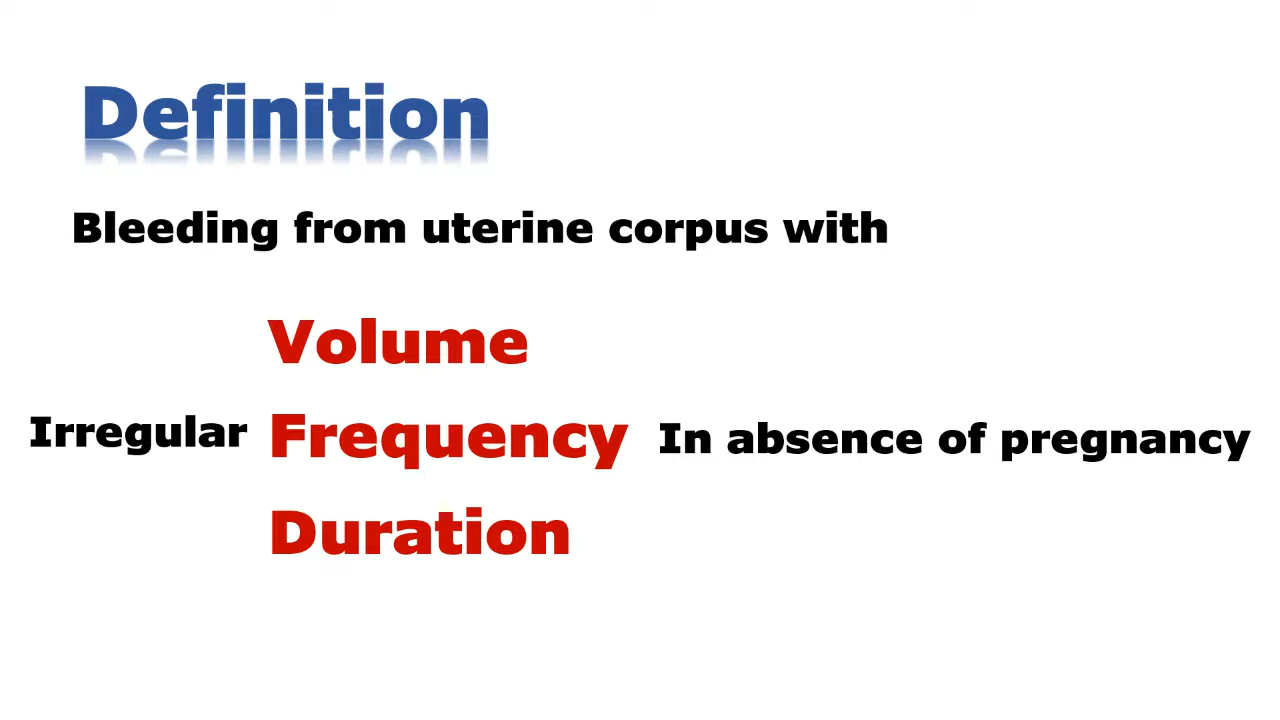 Definition
Bleeding from uterine corpus with
Volume
Irregular Frequency In absence of pregnancy
Duration